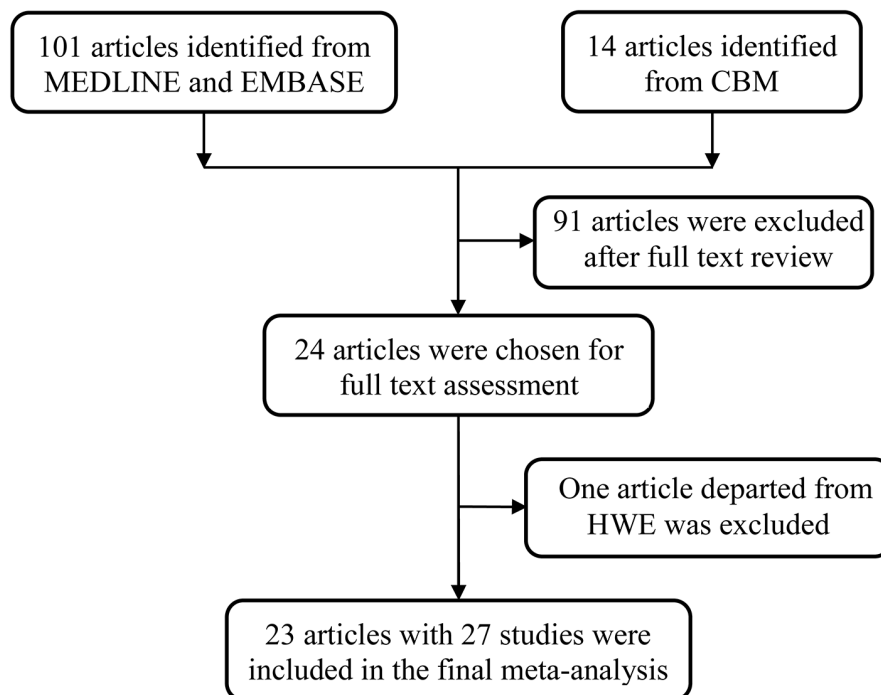 101 articles identified from
MEDLINE and EMBASE
14 articles identified
from CBM
91 articles were excluded
after full text review
24 articles were chosen for
full text assessment
One article departed from
HWE was excluded
23 articles with 27 studies were
included in the final meta-analysis